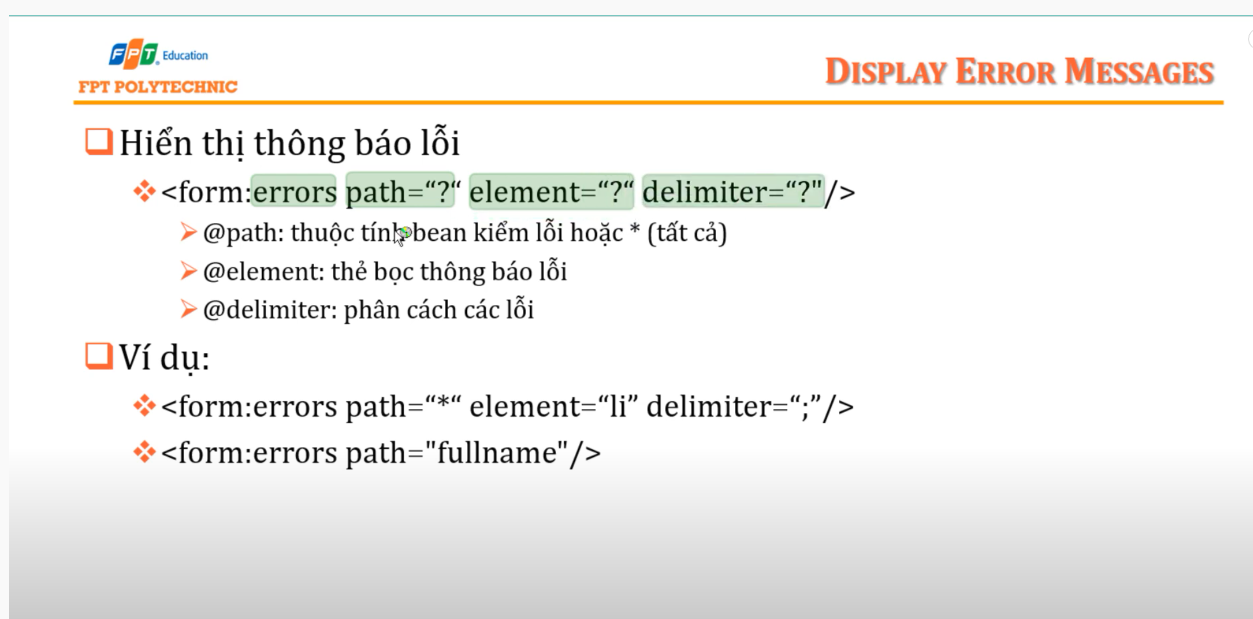 FPT Education
FPT POLYTECHNIC
DISPLAY ERROR MESSAGES
Hiển thị thông báo lỗi
<form:errors path=“?“ element=“?“ delimiter=“?"/>
@path: thuộc tính bean kiểm lỗi hoặc * (tất cả)
@element: thẻ bọc thông báo lỗi
@delimiter: phân cách các lỗi
Ví dụ:
<form:errors path=“*“ element=“li” delimiter=“;”/>
<form:errors path="fullname"/>